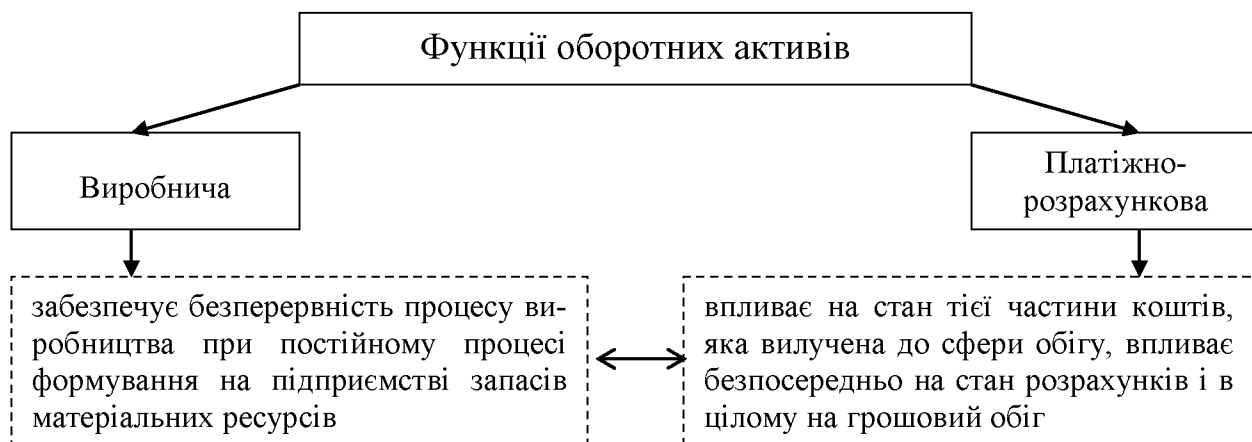 Функції оборотних активів
Виробнича
Платіжно-
розрахункова
забезпечує безперервність процесу ви-
робництва при постійному процесі
формування на підприємстві запасів
матеріальних ресурсів
впливає на стан тієї частини коштів,
яка вилучена до сфери обігу, впливає
безпосередньо на стан розрахунків і в
цілому на грошовий обіг